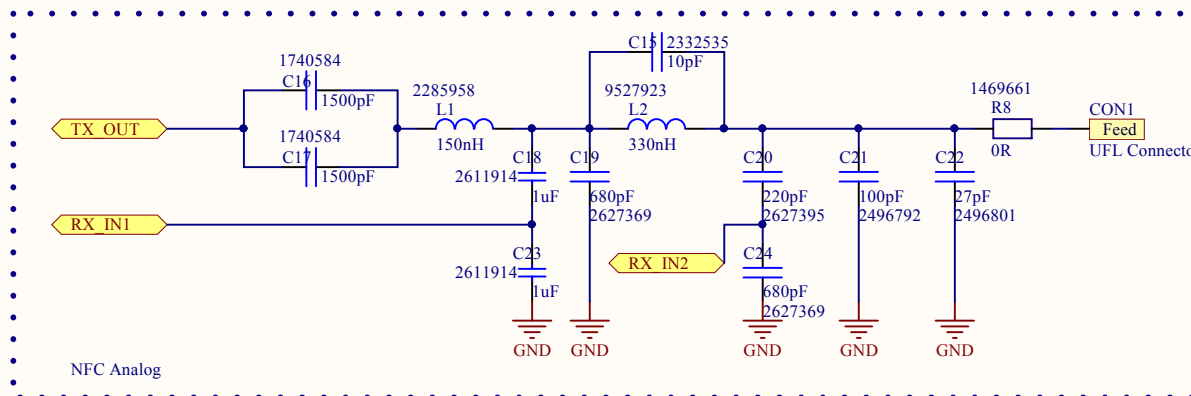 1740584
C16
1500pF
TX_OUT
1740584
C17
1500pF
2285958
L1
150nH
C15
2332535
10pF
9527923
L2
330nH
1469661
R8
0R
CON1
Feed
UFL Connecto
C18
2611914
1uF
C19
680pF
2627369
C20
220pF
2627395
C21
100pF
2496792
C22
27pF
2496801
RX_IN1
C23
2611914
1uF
RX_IN2
C24
680pF
2627369
GND
GND
GND
GND
GND
NFC Analog